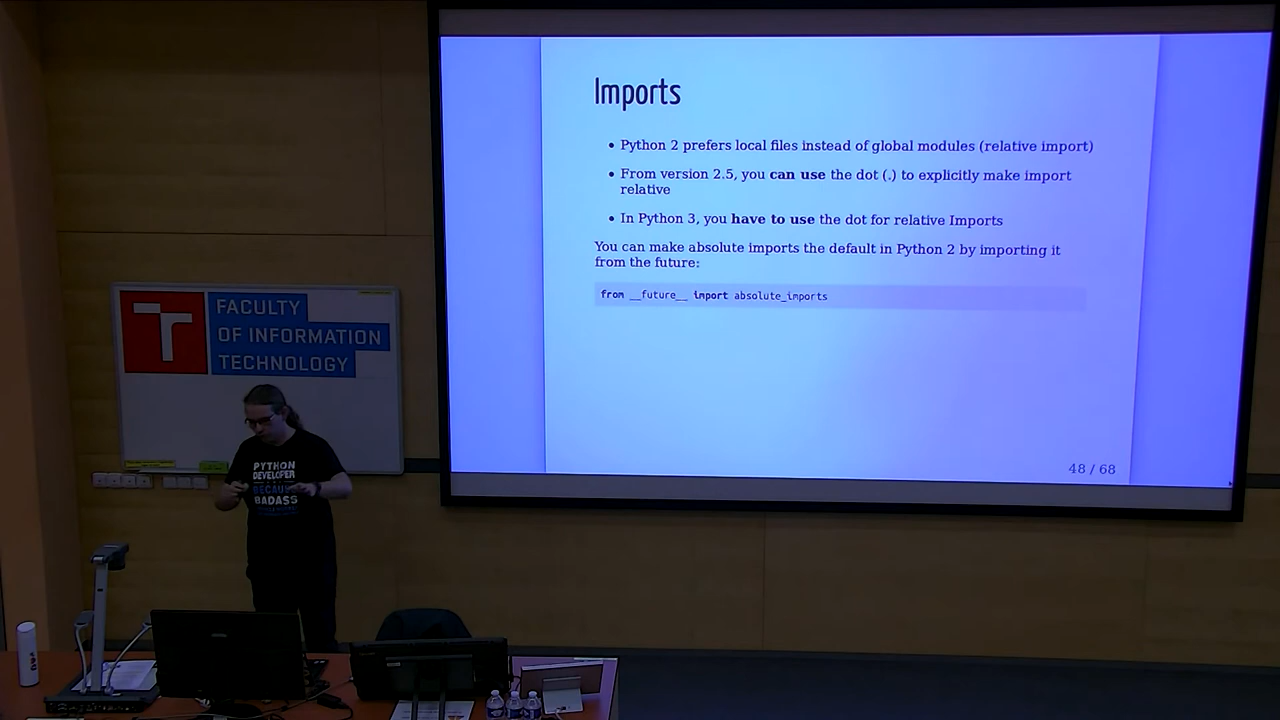 Imports
• Python 2 prefers local files instead of global modules (relative import)
• From version 2.5, you can use the dot (.) to explicitly make import
relative
• In Python 3, you have to use the dot for relative Imports
You can make absolute imports the default in Python 2 by importing it
from the future:
from __future__ import absolute_imports
48 / 68
FACULTY
OF INFORMATION
TECHNOLOGY
PYTHON
DEVELOPER
BECAUSE
BADASS